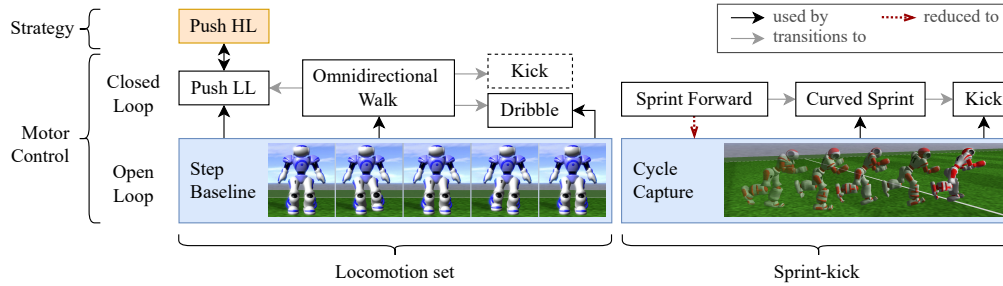 Strategy
Push HL
used by
reduced to
transitions to
Motor
Control
Closed
Loop
Push LL
Omnidirectional
Walk
Kick
Dribble
Sprint Forward
Curved Sprint
Kick
Open
Loop
Step
Baseline
Cycle
Capture
Locomotion set
Sprint-kick